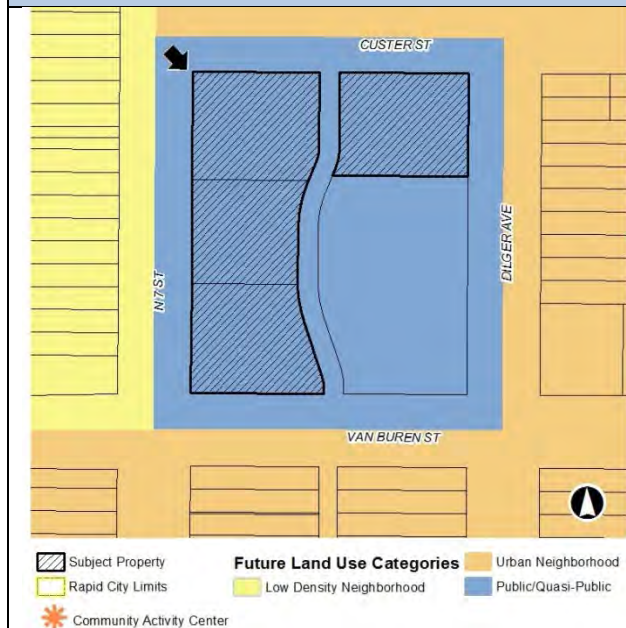 CUSTER ST
N 7 ST
DILGER AVE
VAN BUREN ST
Subject Property
Rapid City Limits
Future Land Use Categories
Low Density Neighborhood
Urban Neighborhood
Public/Quasi-Public
Community Activity Center